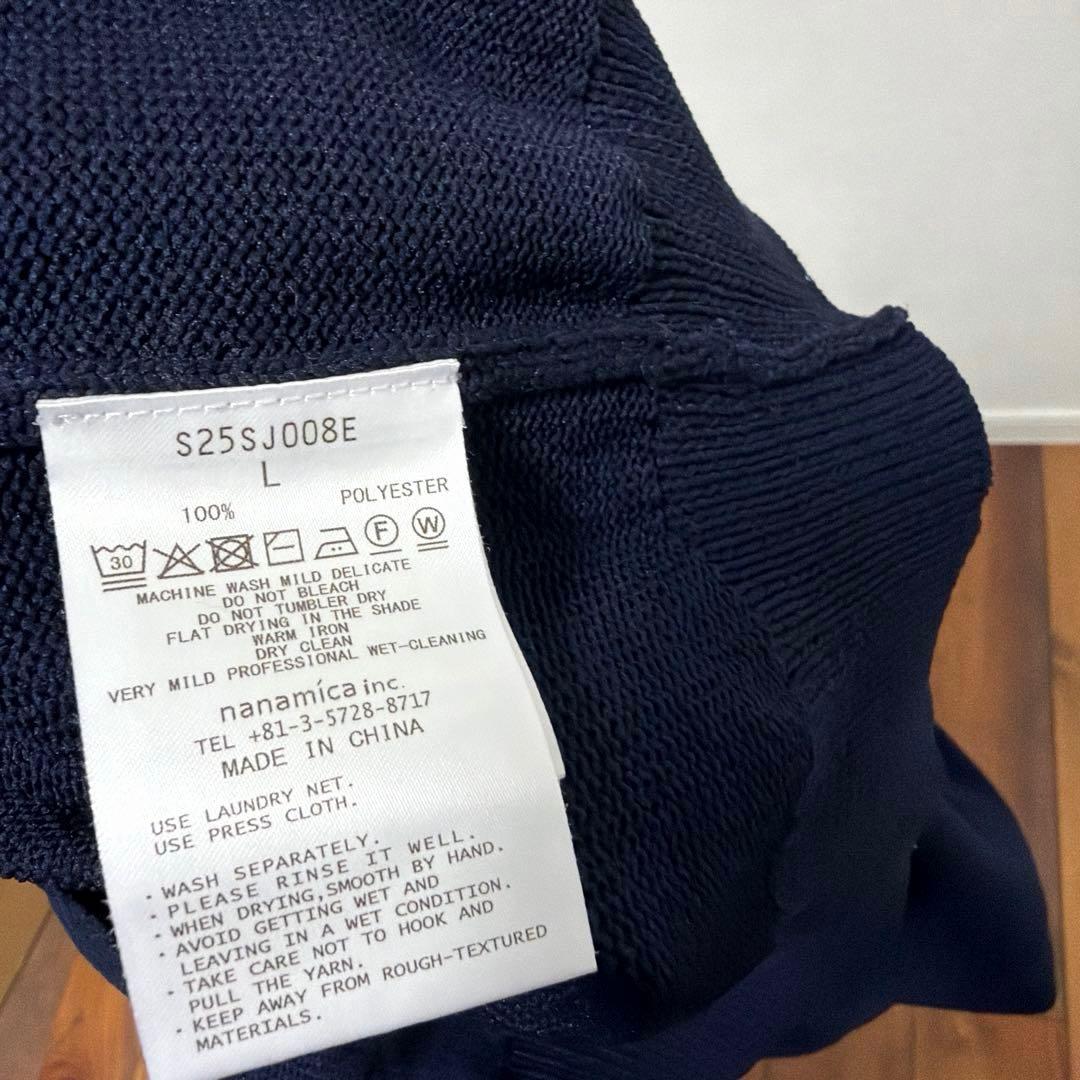 S25SJ008E
L
100% POLYESTER
30 F W
MACHINE WASH MILD DELICATE
DO NOT BLEACH
DO NOT TUMBLER DRY
FLAT DRYING IN THE SHADE
WARM IRON
DRY CLEAN
VERY MILD PROFESSIONAL WET-CLEANING
nanamica inc.
TEL +81-3-5728-8717
MADE IN CHINA
USE LAUNDRY NET.
USE PRESS CLOTH.
・WASH SEPARATELY.
・PLEASE RINSE IT WELL.
・WHEN DRYING,SMOOTH BY HAND.
・AVOID GETTING WET AND
LEAVING IN A WET CONDITION.
・TAKE CARE NOT TO HOOK AND
PULL THE YARN.
・KEEP AWAY FROM ROUGH-TEXTURED
MATERIALS.